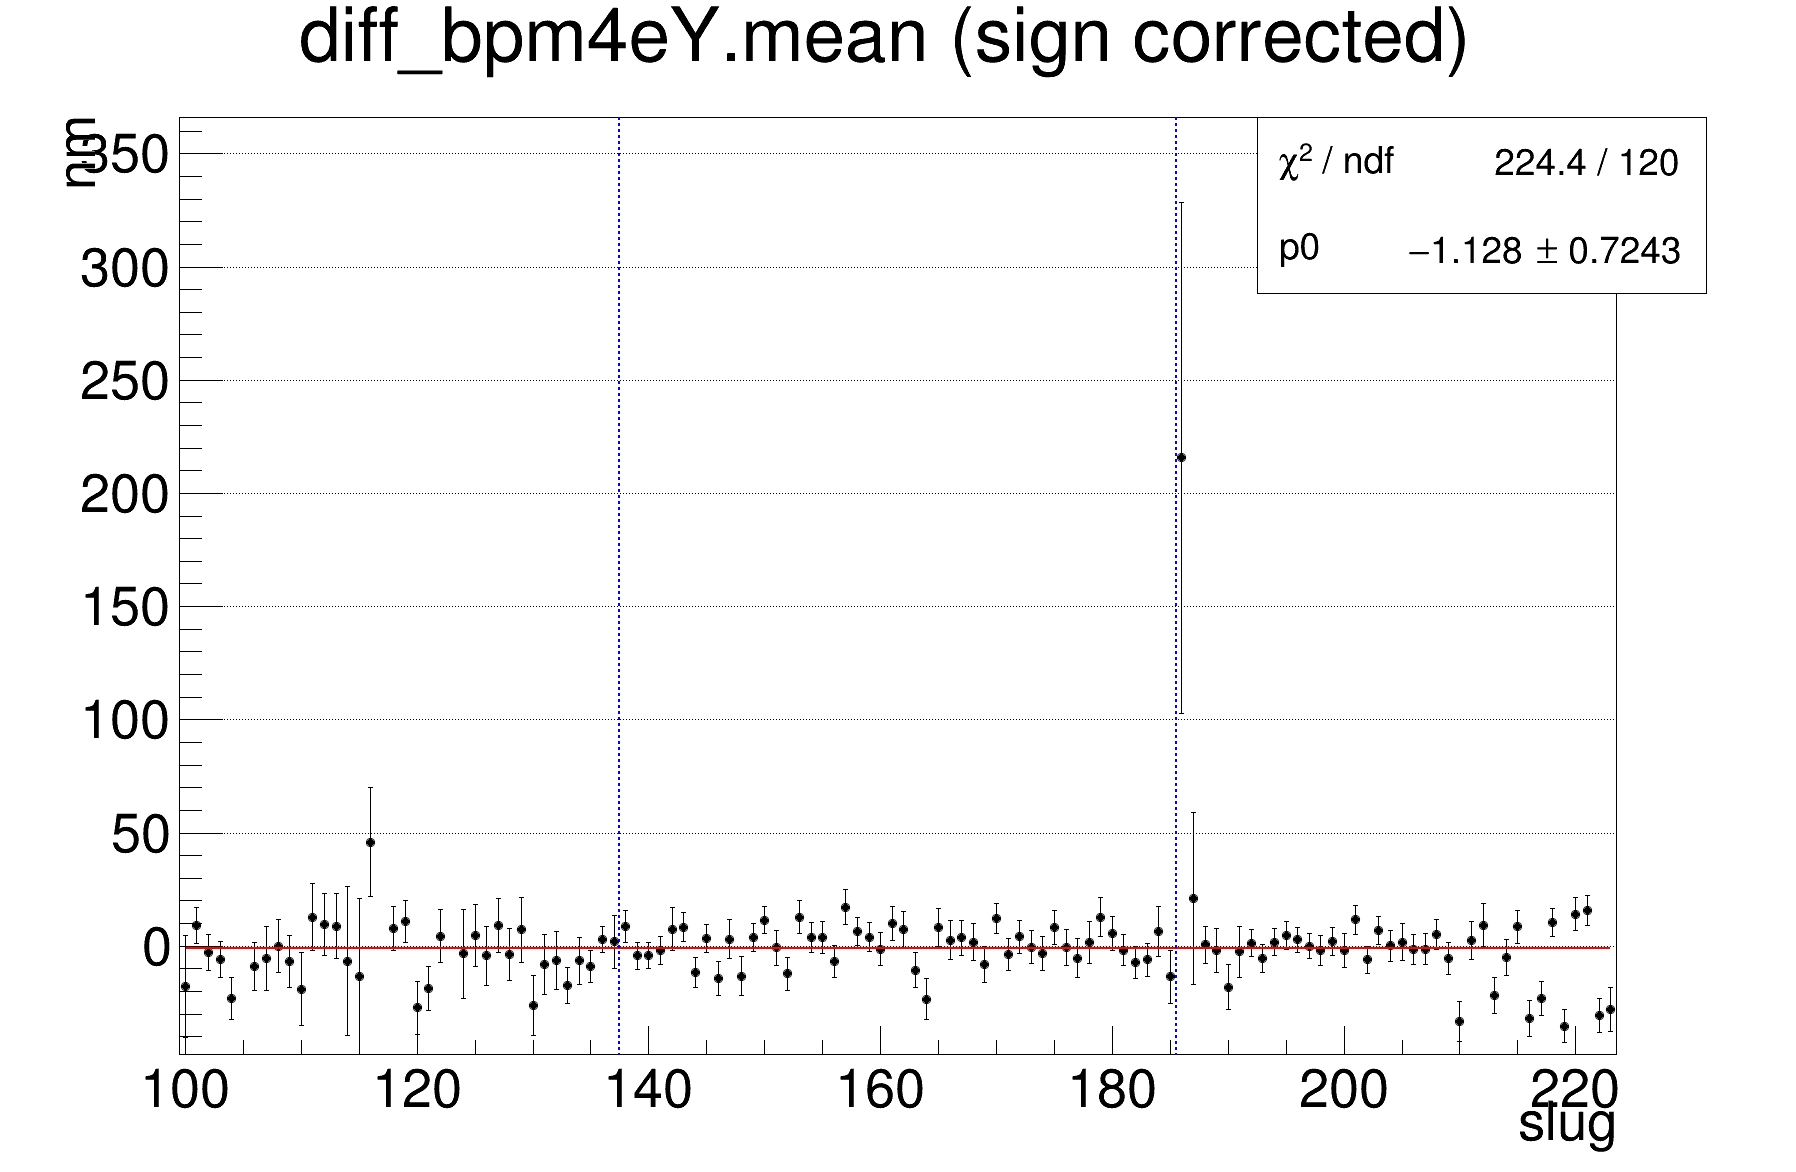 diff_bpm4eY.mean (sign corrected)
nm
χ² / ndf 224.4 / 120
p0 −1.128 ± 0.7243
350
300
250
200
150
100
50
0
100 120 140 160 180 200 220
slug